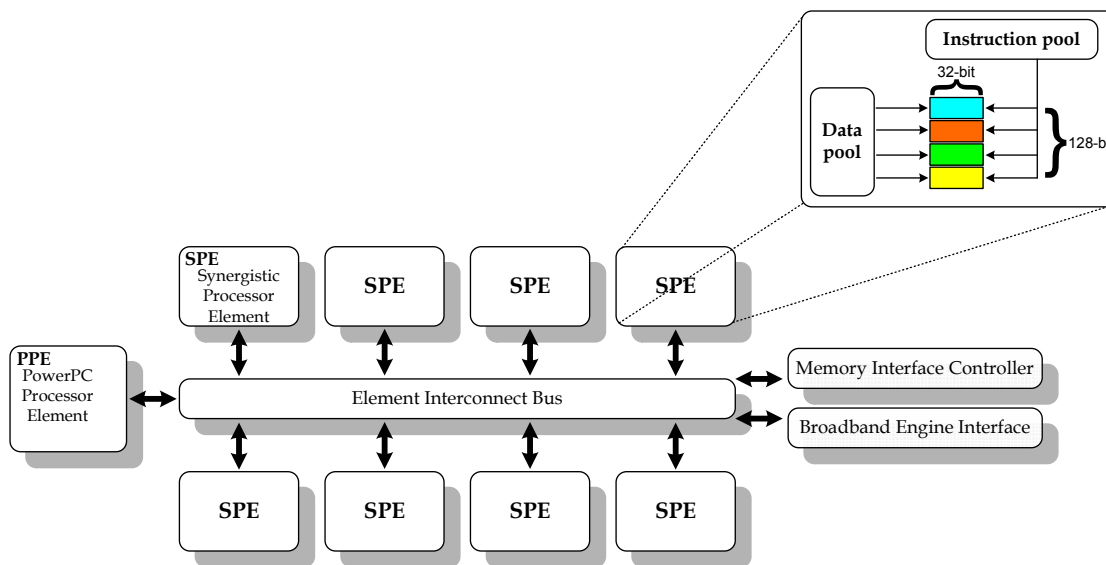 Instruction pool
32-bit
Data
pool
128-b
SPE
Synergistic
Processor
Element
SPE
SPE
SPE
PPE
PowerPC
Processor
Element
Element Interconnect Bus
Memory Interface Controller
Broadband Engine Interface
SPE
SPE
SPE
SPE